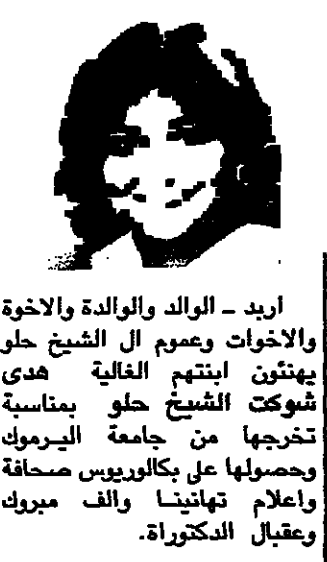 اربد - الوالد والوالدة والاخوة
والاخوات وعموم ال الشيخ حلو
يهنئون ابنتهم الغالية هدى
شوكت الشيخ حلو بمناسبة
تخرجها من جامعة اليرموك
وحصولها على بكالوريوس صحافة
واعلام تهانينا والف مبروك
وعقبال الدكتوراة.